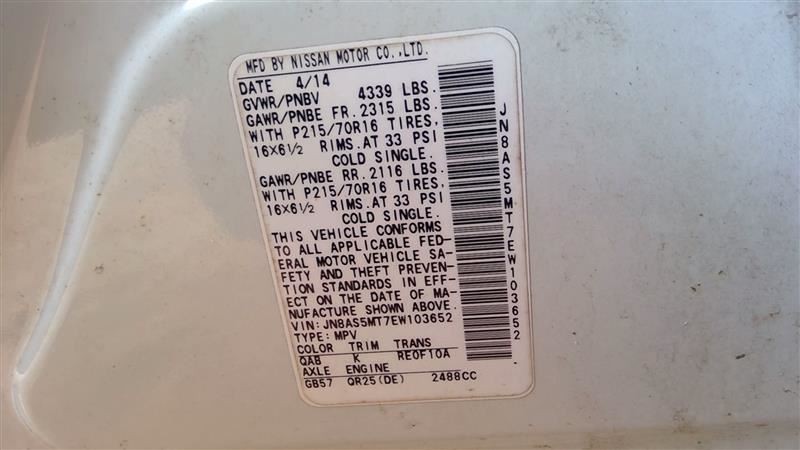 MFD BY NISSAN MOTOR CO.,LTD.
DATE 4/14
GVWR/PNBV 4339 LBS.
GAWR/PNBE FR. 2315 LBS.
WITH P215/70R16 TIRES,
16X6½ RIMS. AT 33 PSI
COLD SINGLE.
GAWR/PNBE RR. 2116 LBS.
WITH P215/70R16 TIRES,
16X6½ RIMS. AT 33 PSI
COLD SINGLE.
THIS VEHICLE CONFORMS
TO ALL APPLICABLE FED-
ERAL MOTOR VEHICLE SA-
FETY AND THEFT PREVEN-
TION STANDARDS IN EFF-
ECT ON THE DATE OF MA-
NUFACTURE SHOWN ABOVE.
VIN: JN8AS5MT7EW103652
TYPE: MPV
COLOR TRIM TRANS
QAB K RE0F10A
AXLE ENGINE
GB57 QR25(DE) 2488CC
JN8AS5MT7EW103652